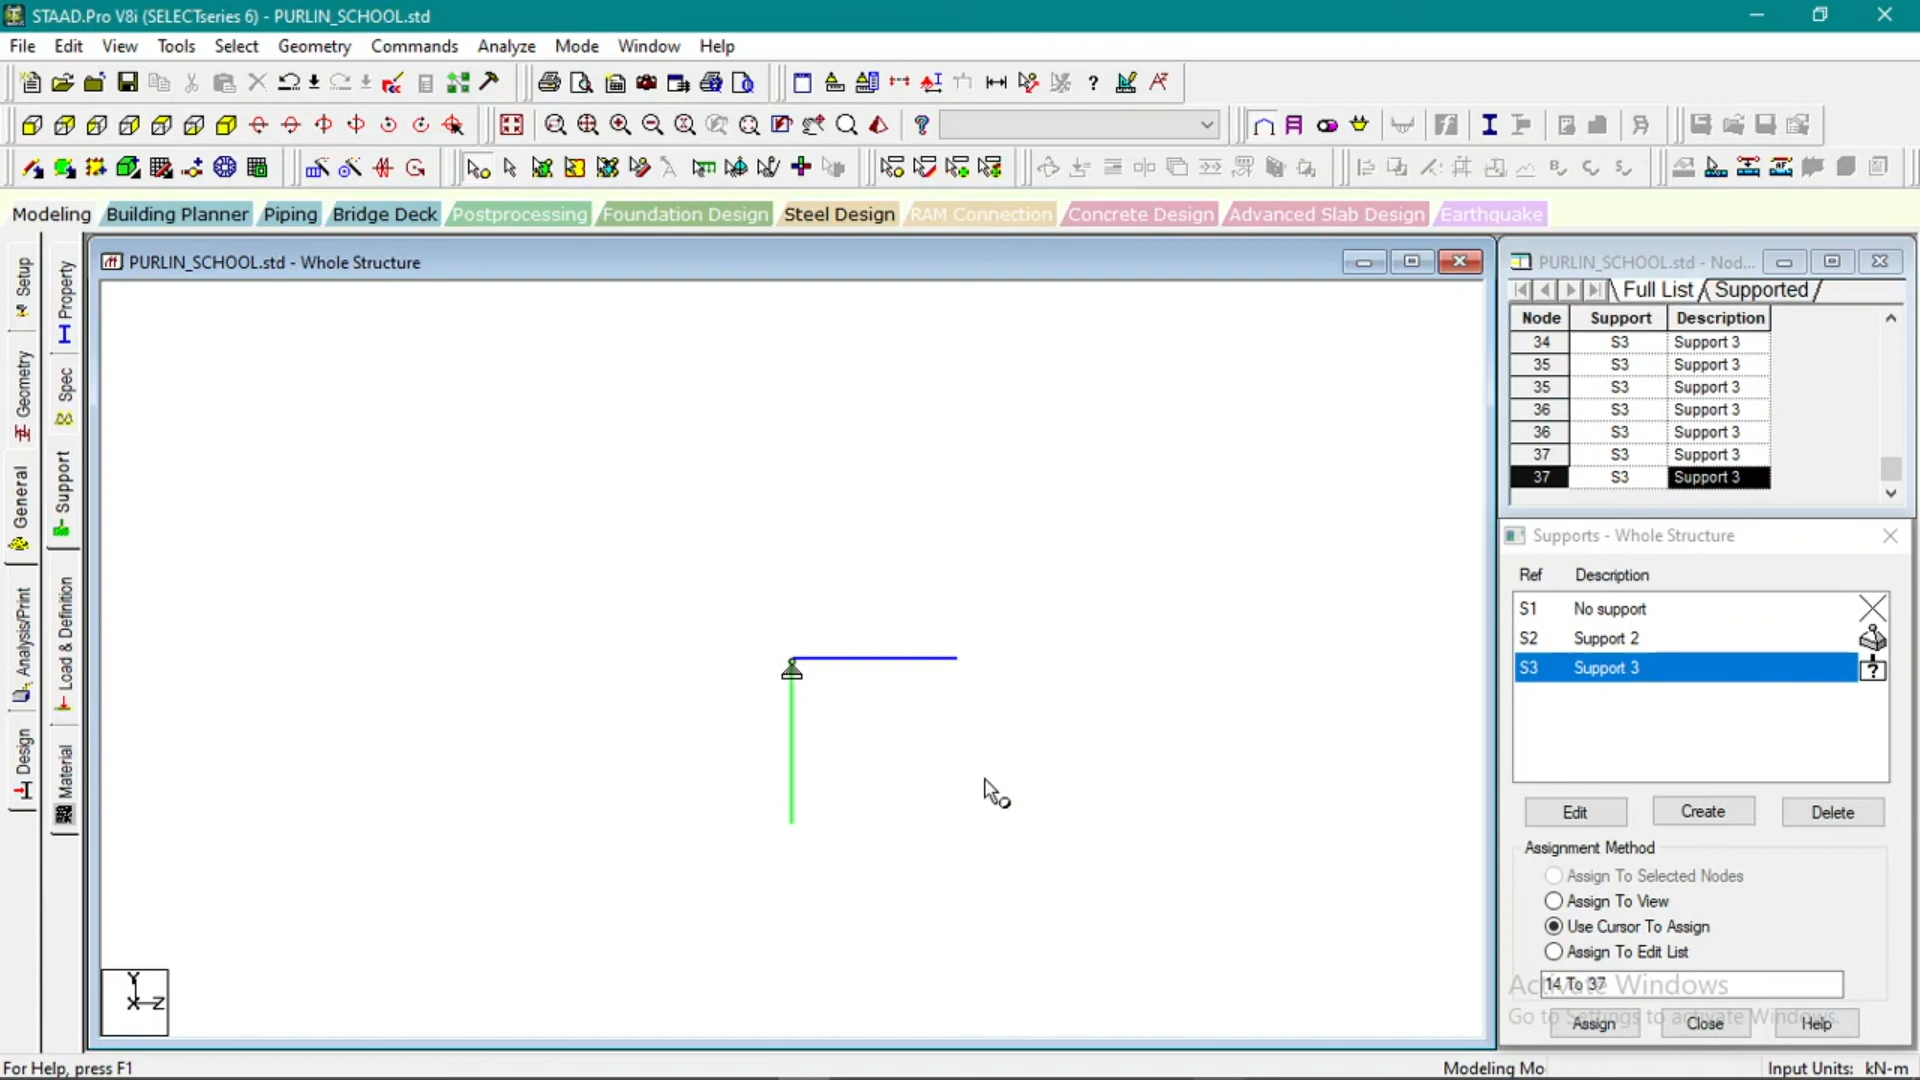 STAAD.Pro V8i (SELECTseries 6) - PURLIN_SCHOOL.std
File Edit View Tools Select Geometry Commands Analyze Mode Window Help
Modeling Building Planner Piping Bridge Deck Postprocessing Foundation Design Steel Design RAM Connection Concrete Design Advanced Slab Design Earthquake
Setup
Geometry
General
Analysis/Print
Design
Property
Spec
Support
Load & Definition
Material
PURLIN_SCHOOL.std - Whole Structure
Y
X Z
PURLIN_SCHOOL.std - Nod...
Full List Supported
Node Support Description
34 S3 Support 3
35 S3 Support 3
35 S3 Support 3
36 S3 Support 3
36 S3 Support 3
37 S3 Support 3
37 S3 Support 3
Supports - Whole Structure
Ref Description
S1 No support
S2 Support 2
S3 Support 3
Edit Create Delete
Assignment Method
Assign To Selected Nodes
Assign To View
Use Cursor To Assign
Assign To Edit List
14 To 37
Activate Windows
Go to Settings to activate Windows.
Assign Close Help
For Help, press F1
Modeling Mo
Input Units: kN-m